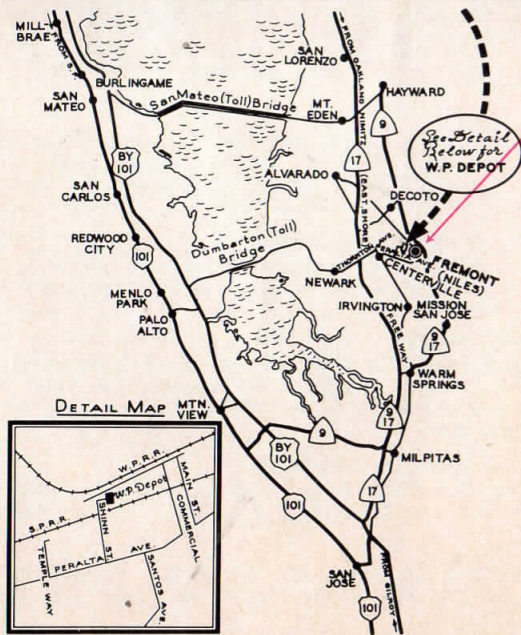 MILL-
BRAE
FROM S.F.
BURLINGAME
SAN
MATEO
San Mateo (Toll) Bridge
SAN
LORENZO
FROM OAKLAND
NIMITZ
(EAST SHORE)
FREEWAY
HAYWARD
MT.
EDEN
9
17
See Detail
Below for
W.P. DEPOT
BY
101
ALVARADO
DECOTO
SAN
CARLOS
REDWOOD
CITY
101
Dumbarton (Toll)
Bridge
THORNTON AVE.
FREMONT
(NILES)
CENTERVILLE
NEWARK
MENLO
PARK
PALO
ALTO
IRVINGTON
MISSION
SAN JOSE
9
17
WARM
SPRINGS
MTN.
VIEW
9
9
17
MILPITAS
BY
101
17
101
SAN
JOSE
101
FROM GILROY
DETAIL MAP
W.P.R.R.
W.P. Depot
S.P.R.R.
MAIN ST.
COMMERCIAL
SHINN ST.
TEMPLE WAY
PERALTA AVE.
SANTOS AVE.